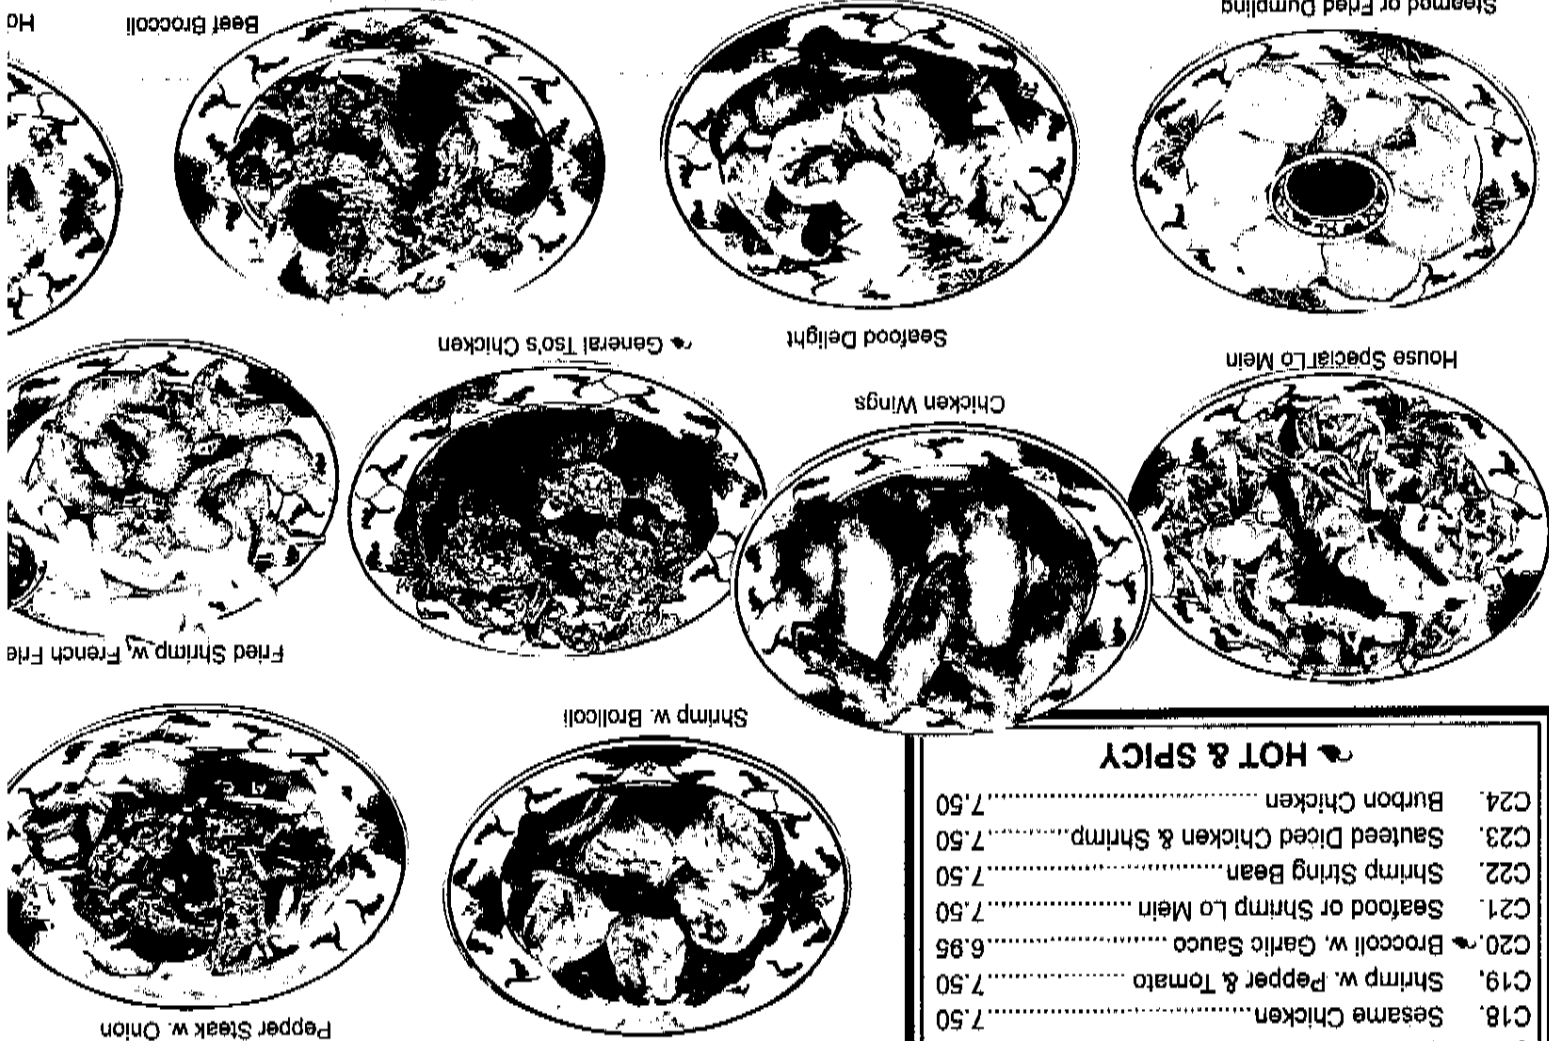 C18. Sesame Chicken 7.50
C19. Shrimp w. Pepper & Tomato 7.50
C20. Broccoli w. Garlic Sauco 6.95
C21. Seafood or Shrimp Lo Mein 7.50
C22. Shrimp String Bean 7.50
C23. Sauteed Diced Chicken & Shrimp 7.50
C24. Burbon Chicken 7.50
HOT & SPICY
Pepper Steak w. Onion
Shrimp w. Brollcoli
Fried Shrimp w. French Frie
Chicken Wings
House Special Lo Mein
General Tso's Chicken
Seafood Delight
Beef Broccoli
Steamed or Fried Dumpling
Ho